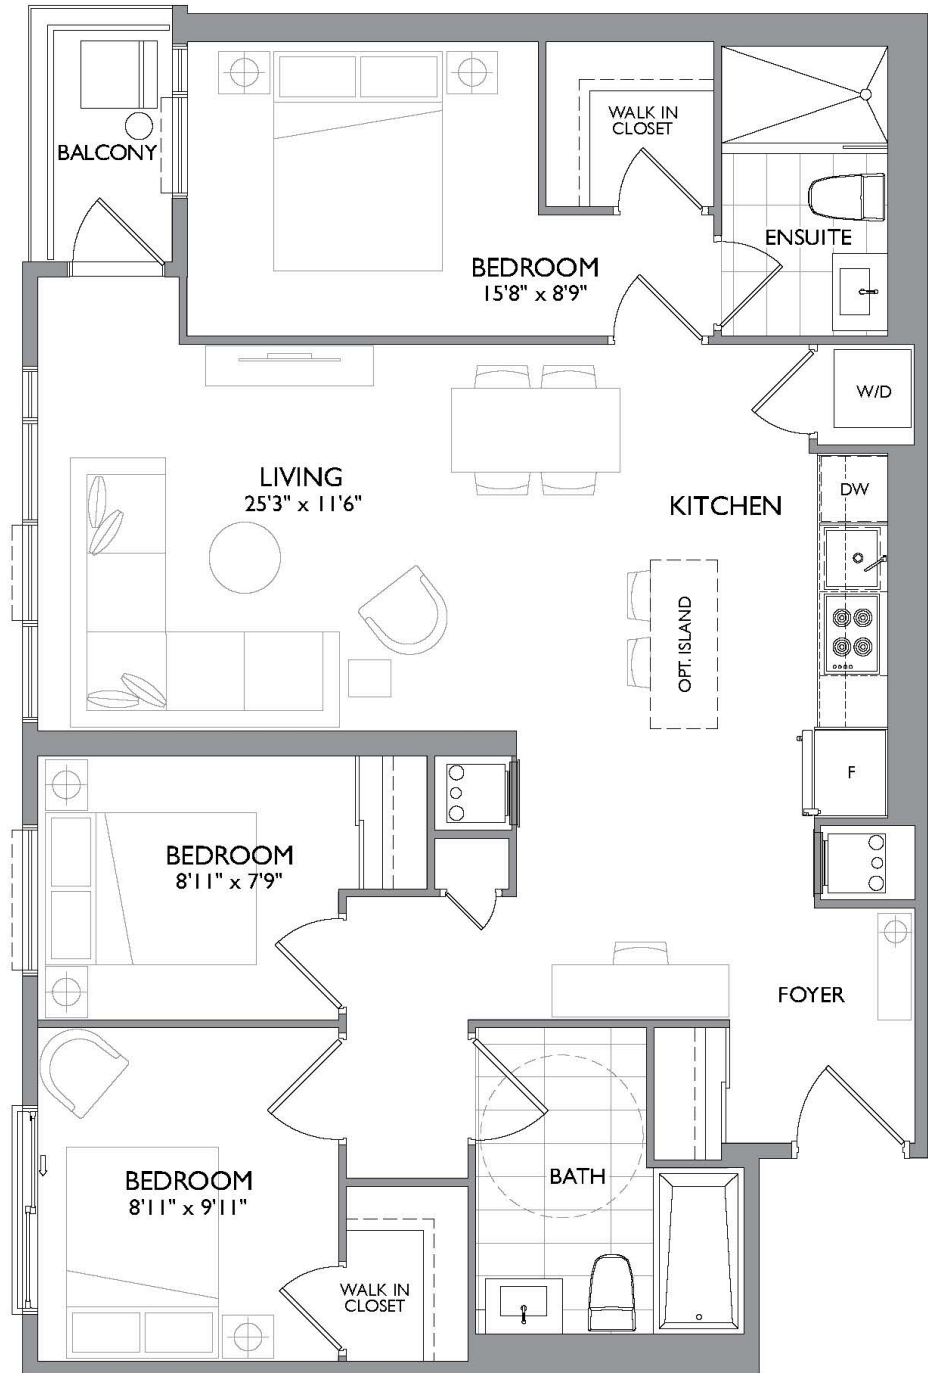 BALCONY
WALK IN
CLOSET
ENSUITE
BEDROOM
15'8" x 8'9"
W/D
LIVING
25'3" x 11'6"
KITCHEN
DW
OPT. ISLAND
F
BEDROOM
8'11" x 7'9"
FOYER
BEDROOM
8'11" x 9'11"
BATH
WALK IN
CLOSET